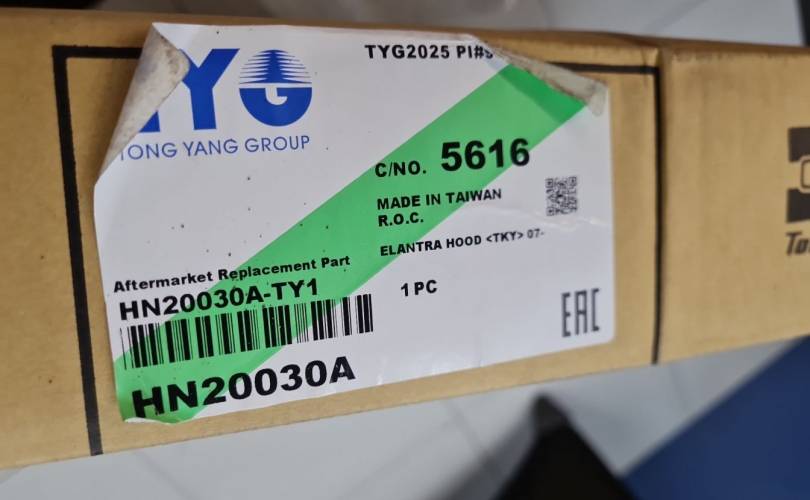 TYG
TONG YANG GROUP
TYG2025 PI#
C/NO. 5616
MADE IN TAIWAN
R.O.C.
ELANTRA HOOD <TKY> 07-
Aftermarket Replacement Part
HN20030A-TY1
1 PC
EAC
HN20030A